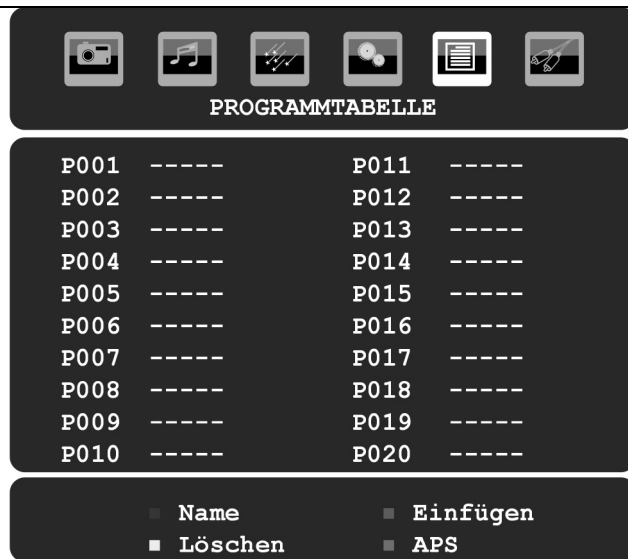 PROGRAMMTABELLE
P001 ----- P011 -----
P002 ----- P012 -----
P003 ----- P013 -----
P004 ----- P014 -----
P005 ----- P015 -----
P006 ----- P016 -----
P007 ----- P017 -----
P008 ----- P018 -----
P009 ----- P019 -----
P010 ----- P020 -----
Name Einfügen
Löschen APS